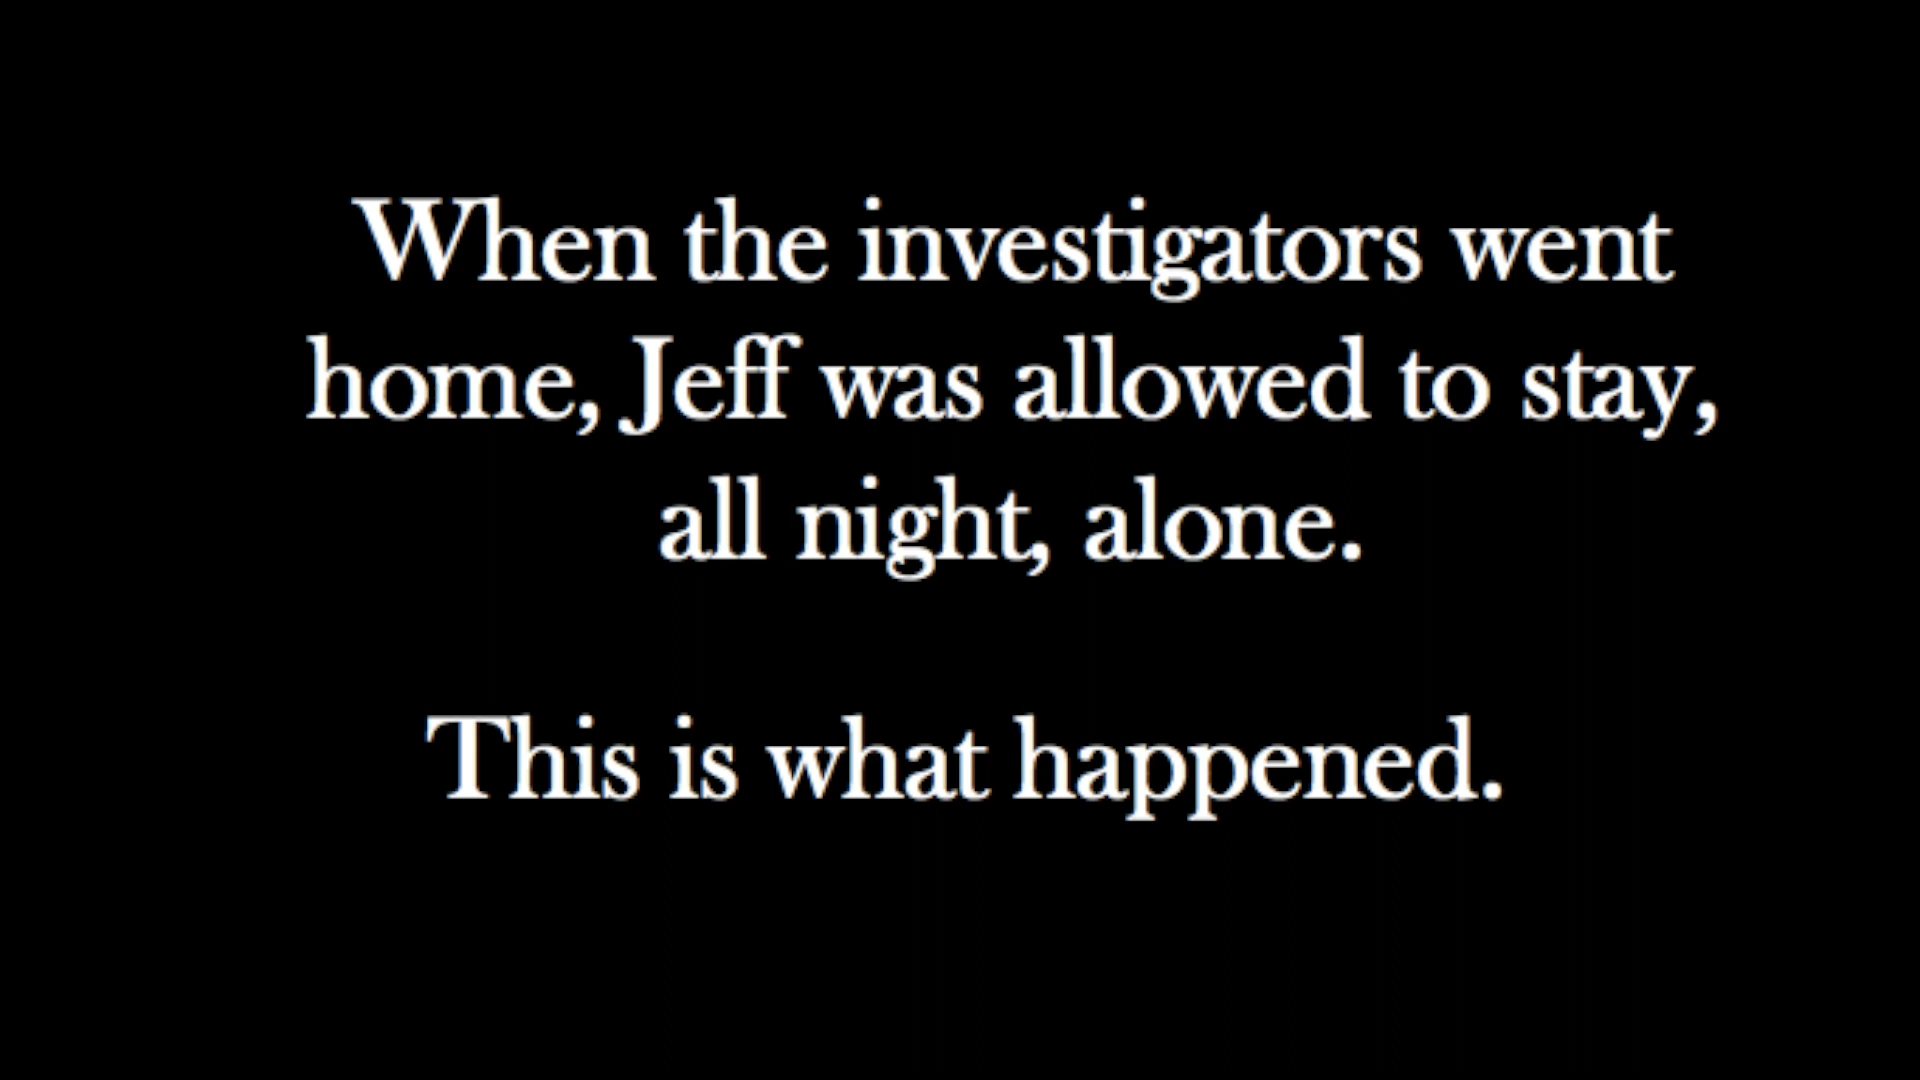 When the investigators went
home, Jeff was allowed to stay,
all night, alone.
This is what happened.